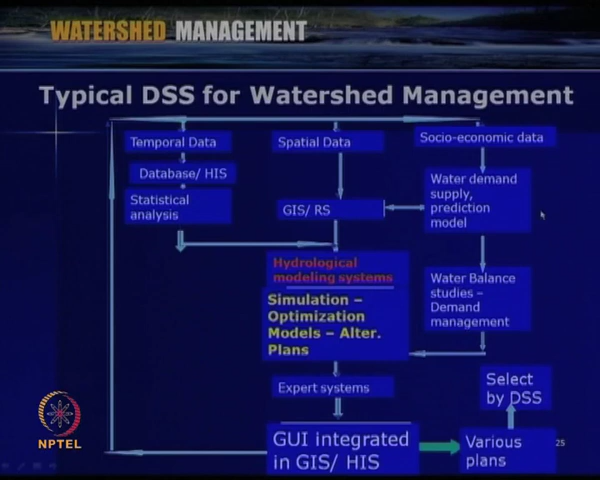 WATERSHED MANAGEMENT
Typical DSS for Watershed Management
Temporal Data
Spatial Data
Socio-economic data
Database/ HIS
Statistical
analysis
GIS/ RS
Water demand
supply,
prediction
model
Hydrological
modeling systems
Simulation –
Optimization
Models – Alter.
Plans
Water Balance
studies –
Demand
management
Expert systems
Select
by DSS
GUI integrated
in GIS/ HIS
Various
plans
25
NPTEL